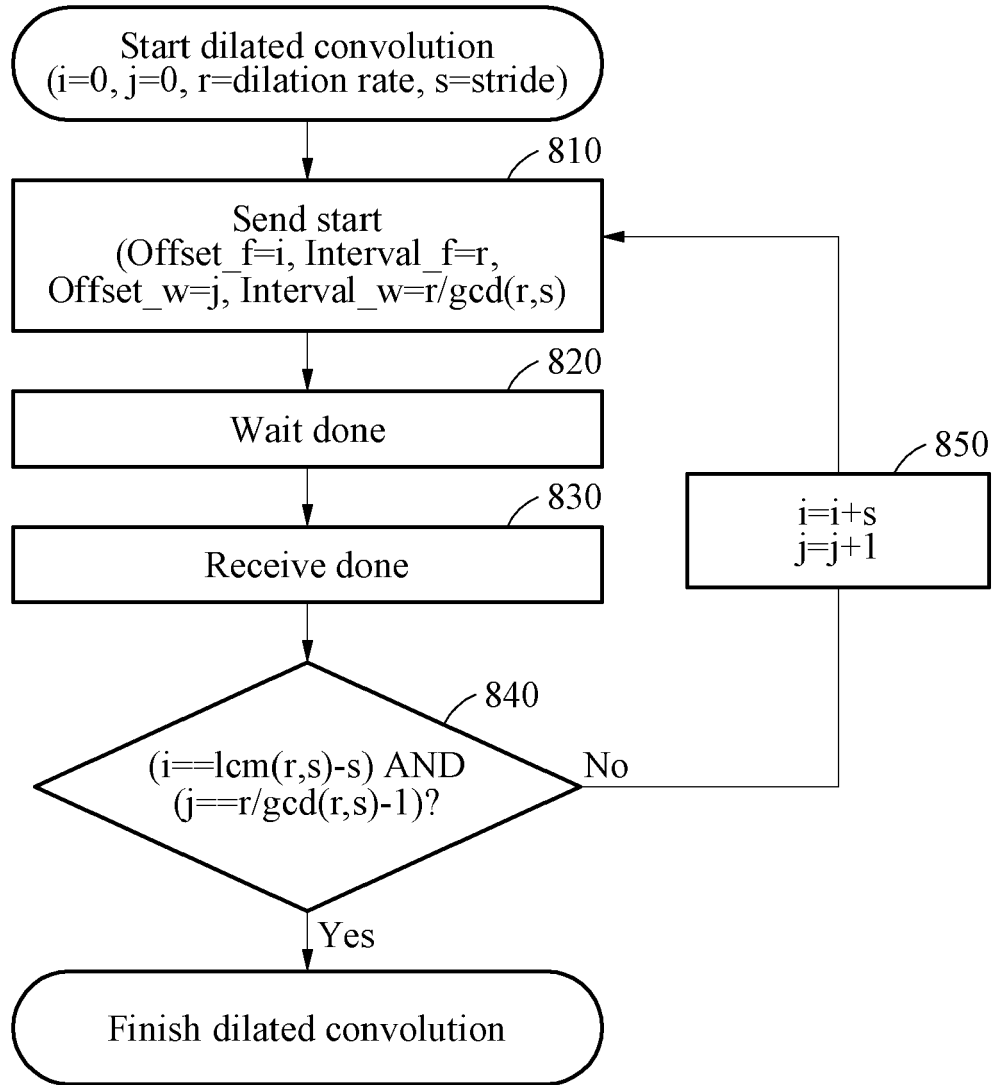 Start dilated convolution
(i=0, j=0, r=dilation rate, s=stride)
810
Send start
(Offset_f=i, Interval_f=r,
Offset_w=j, Interval_w=r/gcd(r,s)
820
Wait done
830
Receive done
840
(i==lcm(r,s)-s) AND
(j==r/gcd(r,s)-1)?
No
850
i=i+s
j=j+1
Yes
Finish dilated convolution